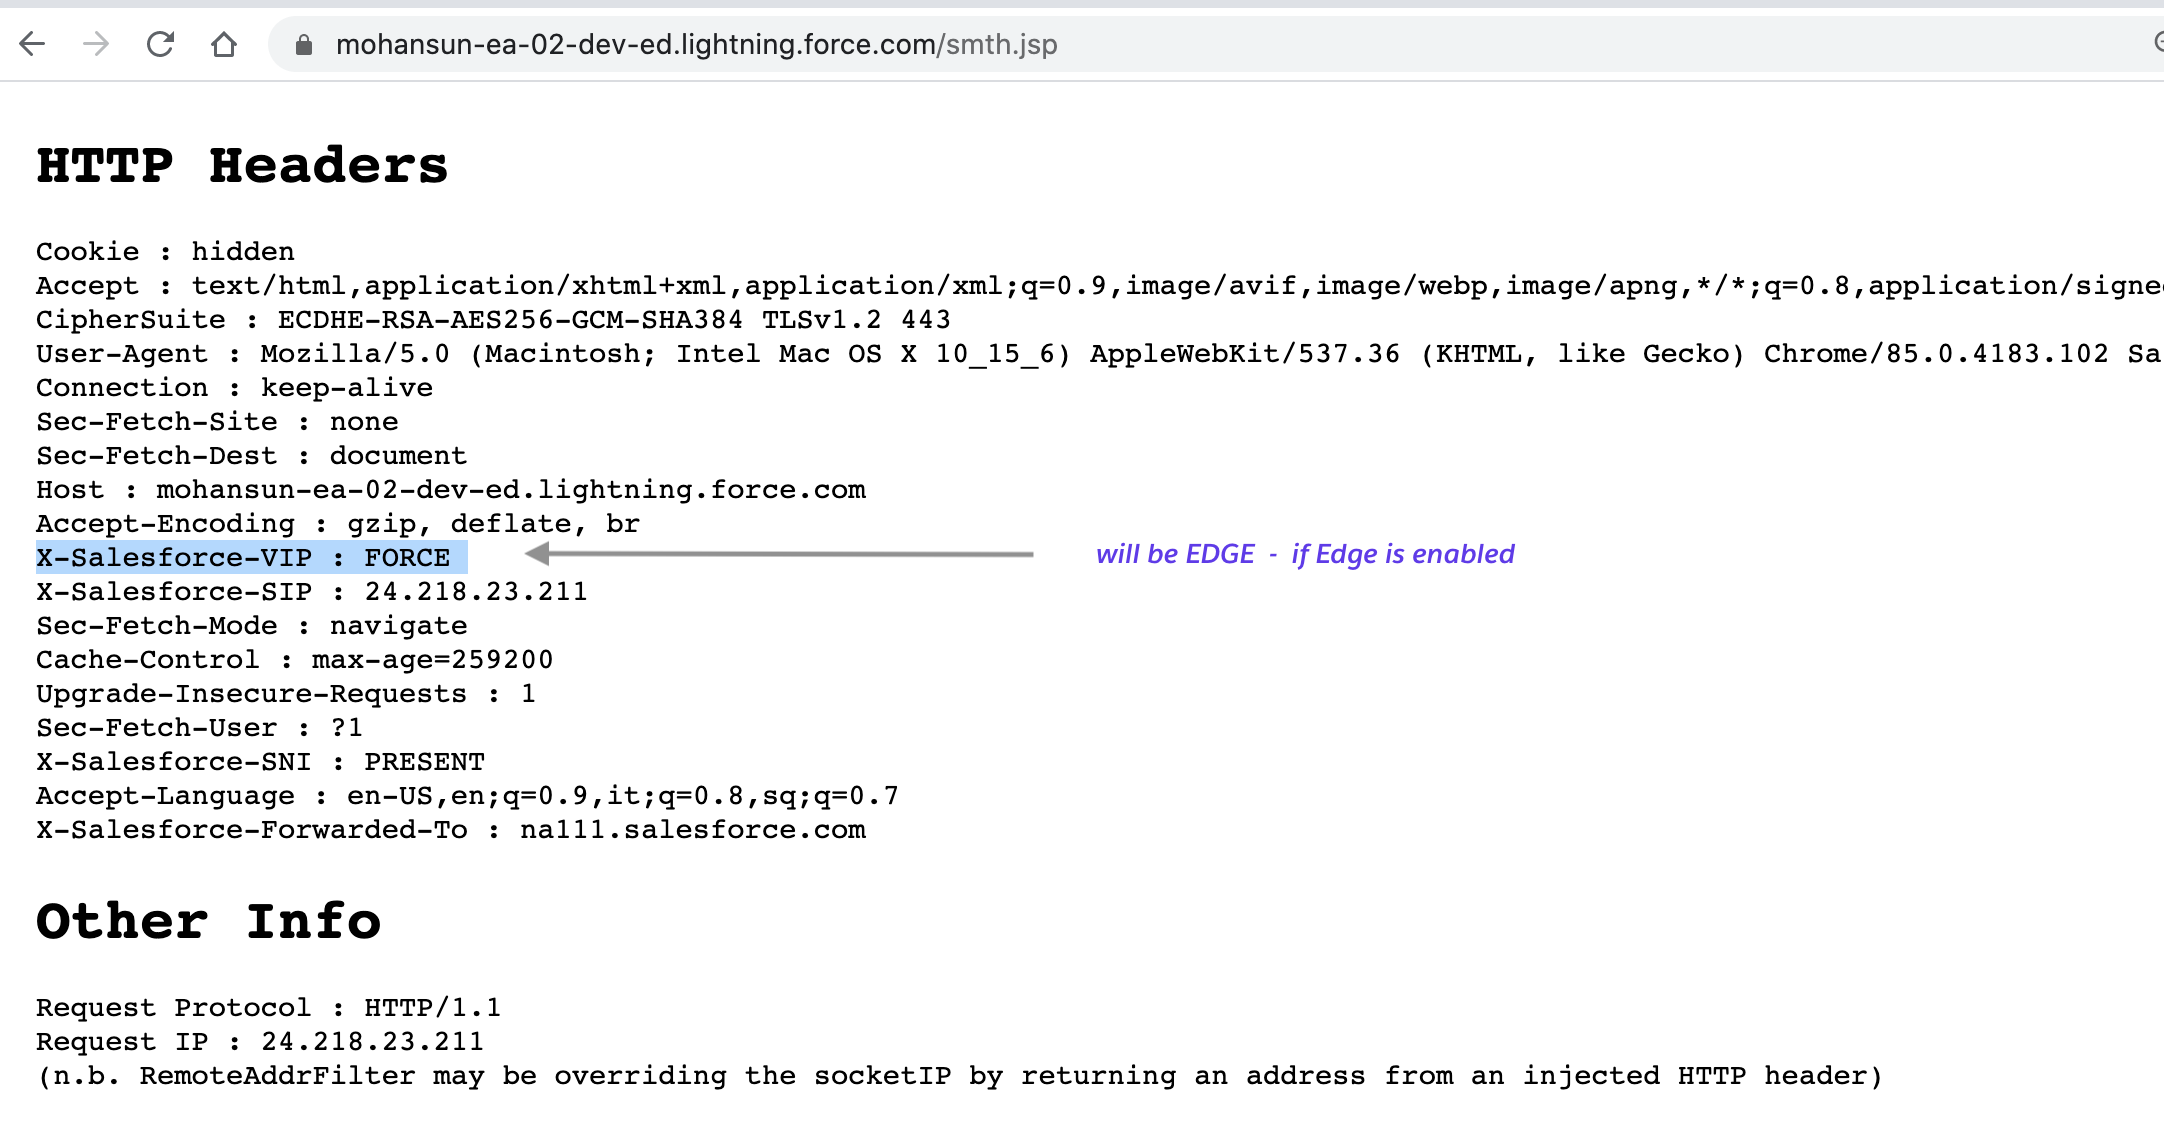 mohansun-ea-02-dev-ed.lightning.force.com/smth.jsp
HTTP Headers
Cookie : hidden
Accept : text/html,application/xhtml+xml,application/xml;q=0.9,image/avif,image/webp,image/apng,*/*;q=0.8,application/signe
CipherSuite : ECDHE-RSA-AES256-GCM-SHA384 TLSv1.2 443
User-Agent : Mozilla/5.0 (Macintosh; Intel Mac OS X 10_15_6) AppleWebKit/537.36 (KHTML, like Gecko) Chrome/85.0.4183.102 Sa
Connection : keep-alive
Sec-Fetch-Site : none
Sec-Fetch-Dest : document
Host : mohansun-ea-02-dev-ed.lightning.force.com
Accept-Encoding : gzip, deflate, br
X-Salesforce-VIP : FORCE will be EDGE - if Edge is enabled
X-Salesforce-SIP : 24.218.23.211
Sec-Fetch-Mode : navigate
Cache-Control : max-age=259200
Upgrade-Insecure-Requests : 1
Sec-Fetch-User : ?1
X-Salesforce-SNI : PRESENT
Accept-Language : en-US,en;q=0.9,it;q=0.8,sq;q=0.7
X-Salesforce-Forwarded-To : na111.salesforce.com
Other Info
Request Protocol : HTTP/1.1
Request IP : 24.218.23.211
(n.b. RemoteAddrFilter may be overriding the socketIP by returning an address from an injected HTTP header)